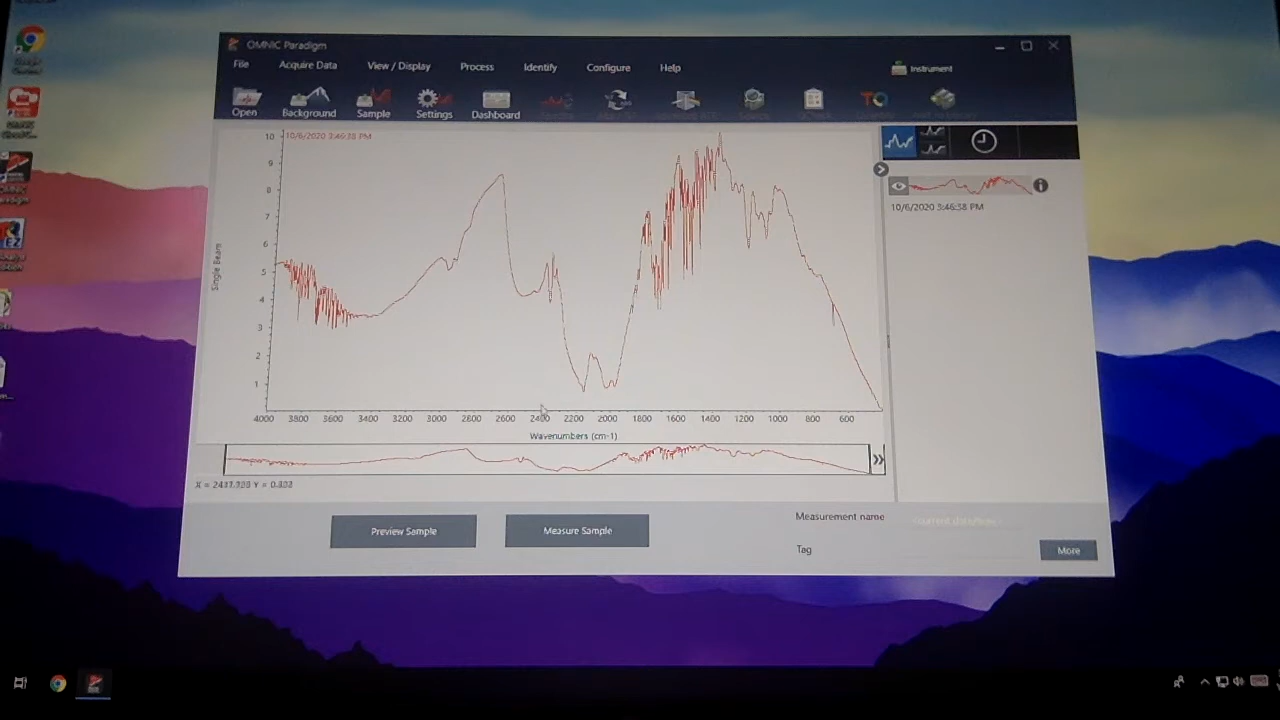 OMNIC Paradigm
File Acquire Data View / Display Process Identify Configure Help Instrument
Open Background Sample Settings Dashboard
TQ
10/6/2020 3:46:38 PM
10
9
8
7
6
5
4
3
2
1
Single Beam
4000 3800 3600 3400 3200 3000 2800 2600 2400 2200 2000 1800 1600 1400 1200 1000 800 600
Wavenumbers (cm-1)
10/6/2020 3:46:38 PM
Preview Sample
Measure Sample
Measurement name
Tag
More